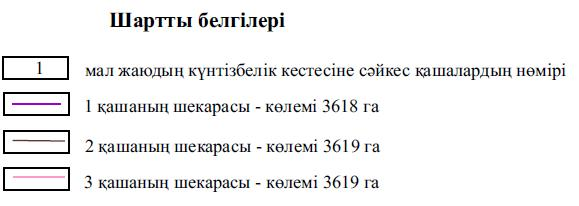 Шартты белгілері
1 мал жаюдың күнтізбелік кестесіне сәйкес қашалардың нөмірі
1 қашаның шекарасы - көлемі 3618 га
2 қашаның шекарасы - көлемі 3619 га
3 қашаның шекарасы - көлемі 3619 га